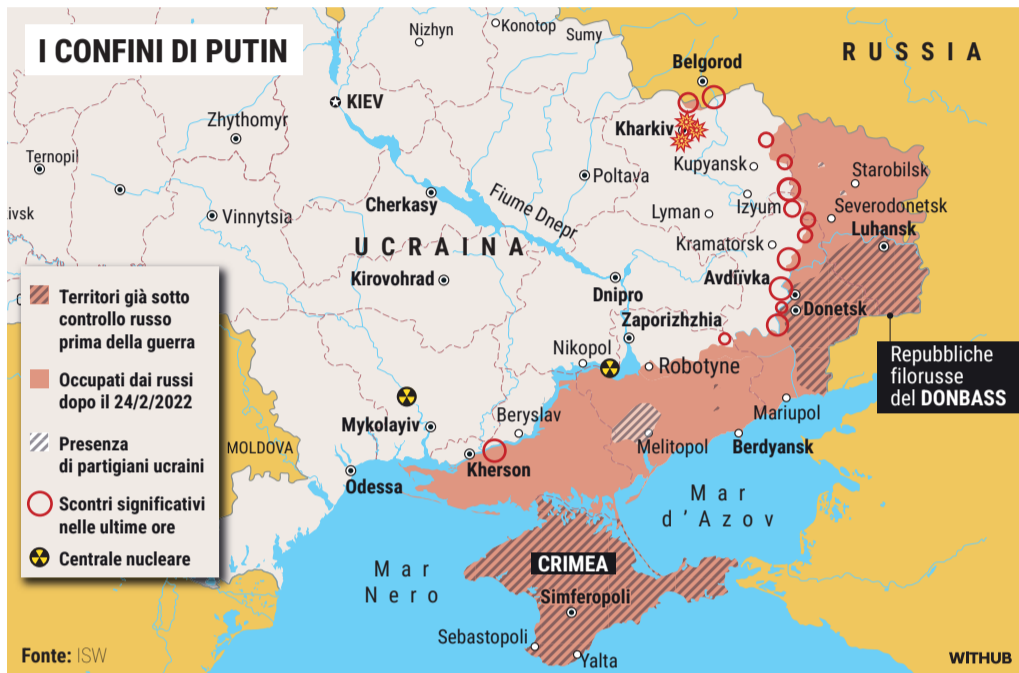 I CONFINI DI PUTIN
Nizhyn
Konotop
Sumy
RUSSIA
Belgorod
KIEV
Zhythomyr
Kharkiv
Ternopil
Kupyansk
Starobilsk
Poltava
ivsk
Vinnytsia
Cherkasy
Fiume Dnepr
Lyman
Izyum
Severodonetsk
Luhansk
UCRAINA
Kramatorsk
Kirovohrad
Avdiïvka
Dnipro
Donetsk
Zaporizhzhia
Nikopol
Robotyne
Repubbliche
filorusse
del DONBASS
Territori già sotto
controllo russo
prima della guerra
Occupati dai russi
dopo il 24/2/2022
Presenza
di partigiani ucraini
Scontri significativi
nelle ultime ore
Centrale nucleare
MOLDOVA
Mykolayiv
Beryslav
Mariupol
Melitopol
Berdyansk
Kherson
Odessa
Mar
d'Azov
Mar
Nero
CRIMEA
Simferopoli
Sebastopoli
Yalta
Fonte: ISW
WITHUB